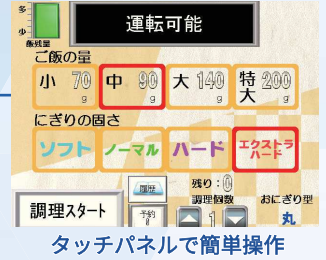 多
少
飯残量
運転可能
ご飯の量
小 70g 中 90g 大 140g 特大 200g
にぎりの固さ
ソフト ノーマル ハード エクストラハード
履歴 残り:0
調理個数 おにぎり型
調理スタート 予約 1 丸
タッチパネルで簡単操作